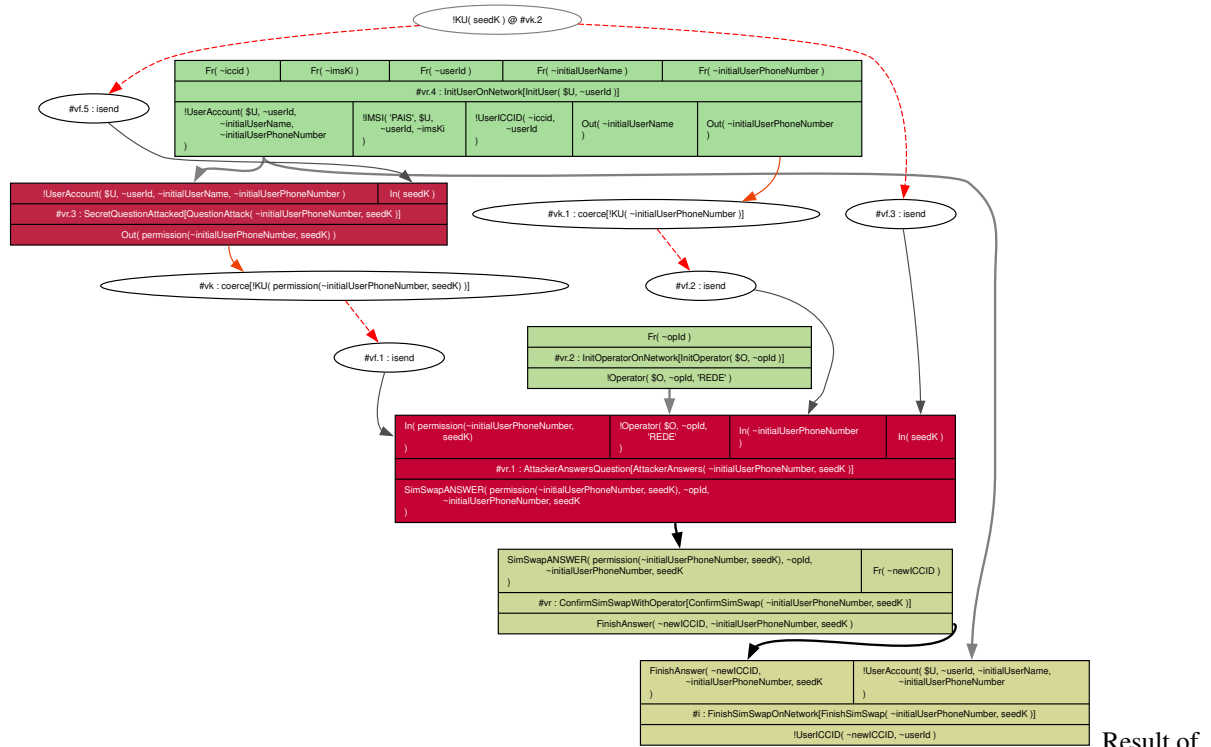 !KU( seedK ) @ #vk.2
Fr( ~iccid ) Fr( ~imsKi ) Fr( ~userId ) Fr( ~initialUserName ) Fr( ~initialUserPhoneNumber )
#vr.4 : InitUserOnNetwork[InitUser( $U, ~userId )]
!UserAccount( $U, ~userId,
~initialUserName,
~initialUserPhoneNumber
)
!IMSI( 'PAIS', $U,
~userId, ~imsKi
)
!UserICCID( ~iccid,
~userId
)
Out( ~initialUserName
)
Out( ~initialUserPhoneNumber
)
#vf.5 : isend
!UserAccount( $U, ~userId, ~initialUserName, ~initialUserPhoneNumber ) In( seedK )
#vr.3 : SecretQuestionAttacked[QuestionAttack( ~initialUserPhoneNumber, seedK )]
Out( permission(~initialUserPhoneNumber, seedK) )
#vk.1 : coerce[!KU( ~initialUserPhoneNumber )]
#vf.3 : isend
#vk : coerce[!KU( permission(~initialUserPhoneNumber, seedK) )]
#vf.2 : isend
#vf.1 : isend
Fr( ~opId )
#vr.2 : InitOperatorOnNetwork[InitOperator( $O, ~opId )]
!Operator( $O, ~opId, 'REDE' )
In( permission(~initialUserPhoneNumber,
seedK)
)
!Operator( $O, ~opId,
'REDE'
)
In( ~initialUserPhoneNumber
)
In( seedK )
#vr.1 : AttackerAnswersQuestion[AttackerAnswers( ~initialUserPhoneNumber, seedK )]
SimSwapANSWER( permission(~initialUserPhoneNumber, seedK), ~opId,
~initialUserPhoneNumber, seedK
)
SimSwapANSWER( permission(~initialUserPhoneNumber, seedK), ~opId,
~initialUserPhoneNumber, seedK
)
Fr( ~newICCID )
#vr : ConfirmSimSwapWithOperator[ConfirmSimSwap( ~initialUserPhoneNumber, seedK )]
FinishAnswer( ~newICCID, ~initialUserPhoneNumber, seedK )
FinishAnswer( ~newICCID,
~initialUserPhoneNumber, seedK
)
!UserAccount( $U, ~userId, ~initialUserName,
~initialUserPhoneNumber
)
#i : FinishSimSwapOnNetwork[FinishSimSwap( ~initialUserPhoneNumber, seedK )]
!UserICCID( ~newICCID, ~userId )
Result of